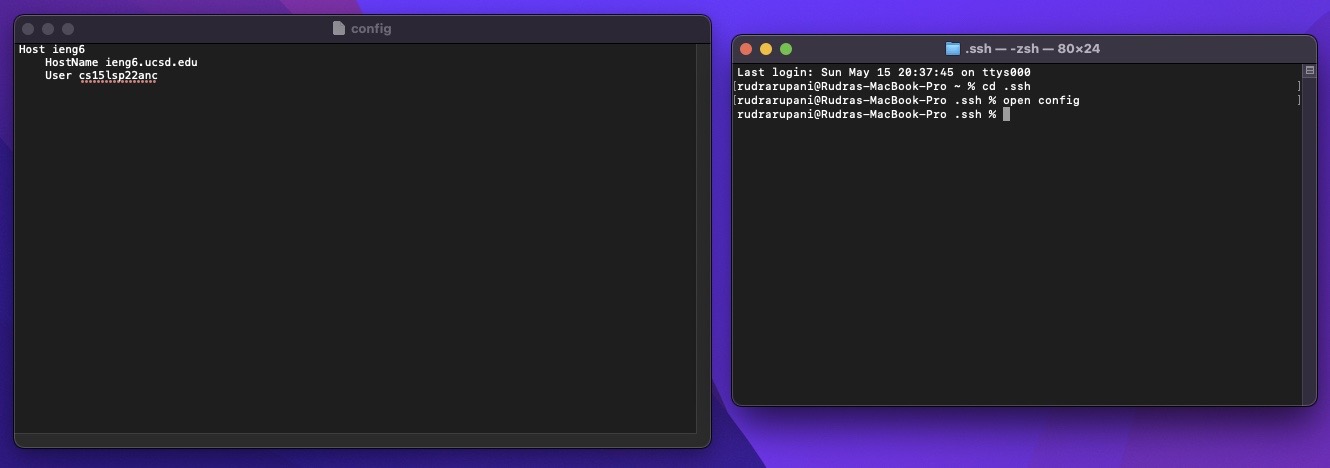 config
Host ieng6
    HostName ieng6.ucsd.edu
    User cs15lsp22anc
.ssh — -zsh — 80×24
Last login: Sun May 15 20:37:45 on ttys000
[rudrarupani@Rudras-MacBook-Pro ~ % cd .ssh ]
[rudrarupani@Rudras-MacBook-Pro .ssh % open config ]
rudrarupani@Rudras-MacBook-Pro .ssh %